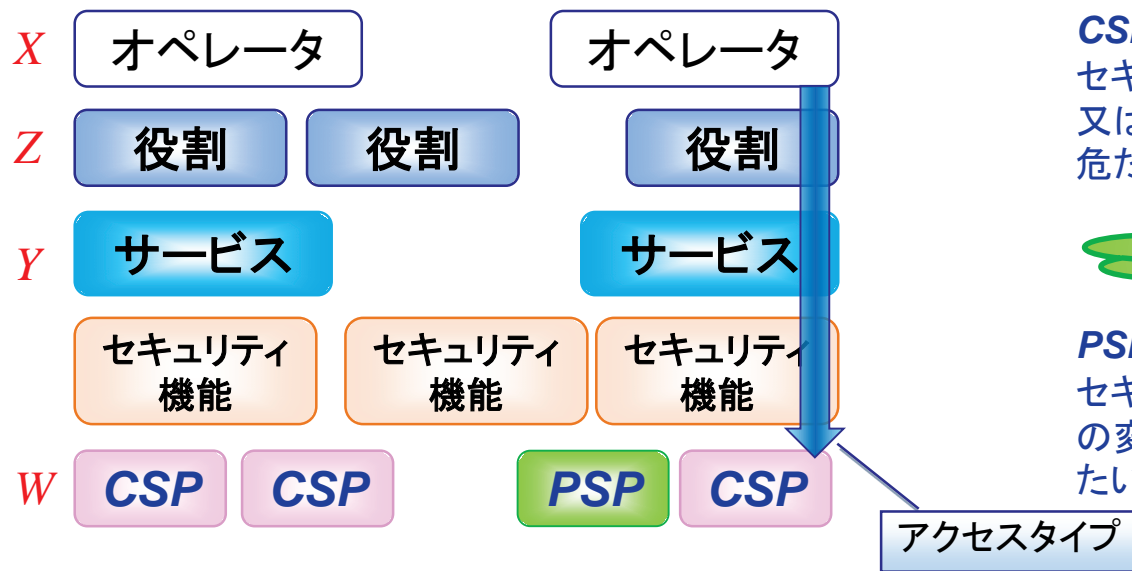 X オペレータ オペレータ
Z 役割 役割 役割
Y サービス サービス
セキュリティ機能 セキュリティ機能 セキュリティ機能
W CSP CSP PSP CSP
アクセスタイプ
CS
セキ
又は
危た
PS
セキ
の変
たい